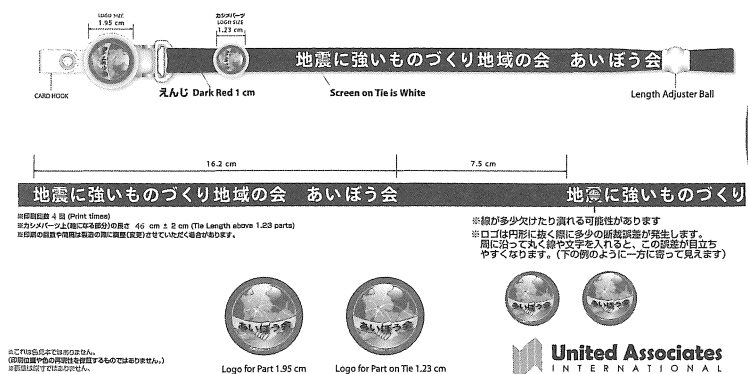 LOGO SIZE
1.95 cm
カシメパーツ
LOGO SIZE
1.23 cm
地震に強いものづくり地域の会 あいぼう会
CARD HOOK
えんじ Dark Red 1 cm
Screen on Tie is White
Length Adjuster Ball
16.2 cm
7.5 cm
地震に強いものづくり地域の会 あいぼう会
地震に強いものづくり
※印刷回数 4 回 (Print times)
※カシメパーツ上(紐になる部分)の長さ 46 cm ± 2 cm (Tie Length above 1.23 parts)
※印刷の位置や間隔は製造の際に調整(変更)させていただく場合があります。
※線が多少欠けたり潰れる可能性があります
※ロゴは円形に抜く際に多少の断裁誤差が発生します。
周に沿って丸く線や文字を入れると、この誤差が目立ち
やすくなります。(下の例のように一方に寄って見えます)
あいぼう会
あいぼう会
あいぼう会
あいぼう会
Logo for Part 1.95 cm
Logo for Part on Tie 1.23 cm
※これは色見本ではありません。
(印刷位置や色の再現性を保証するものではありません。)
※画像は原寸ではありません。
United Associates
INTERNATIONAL